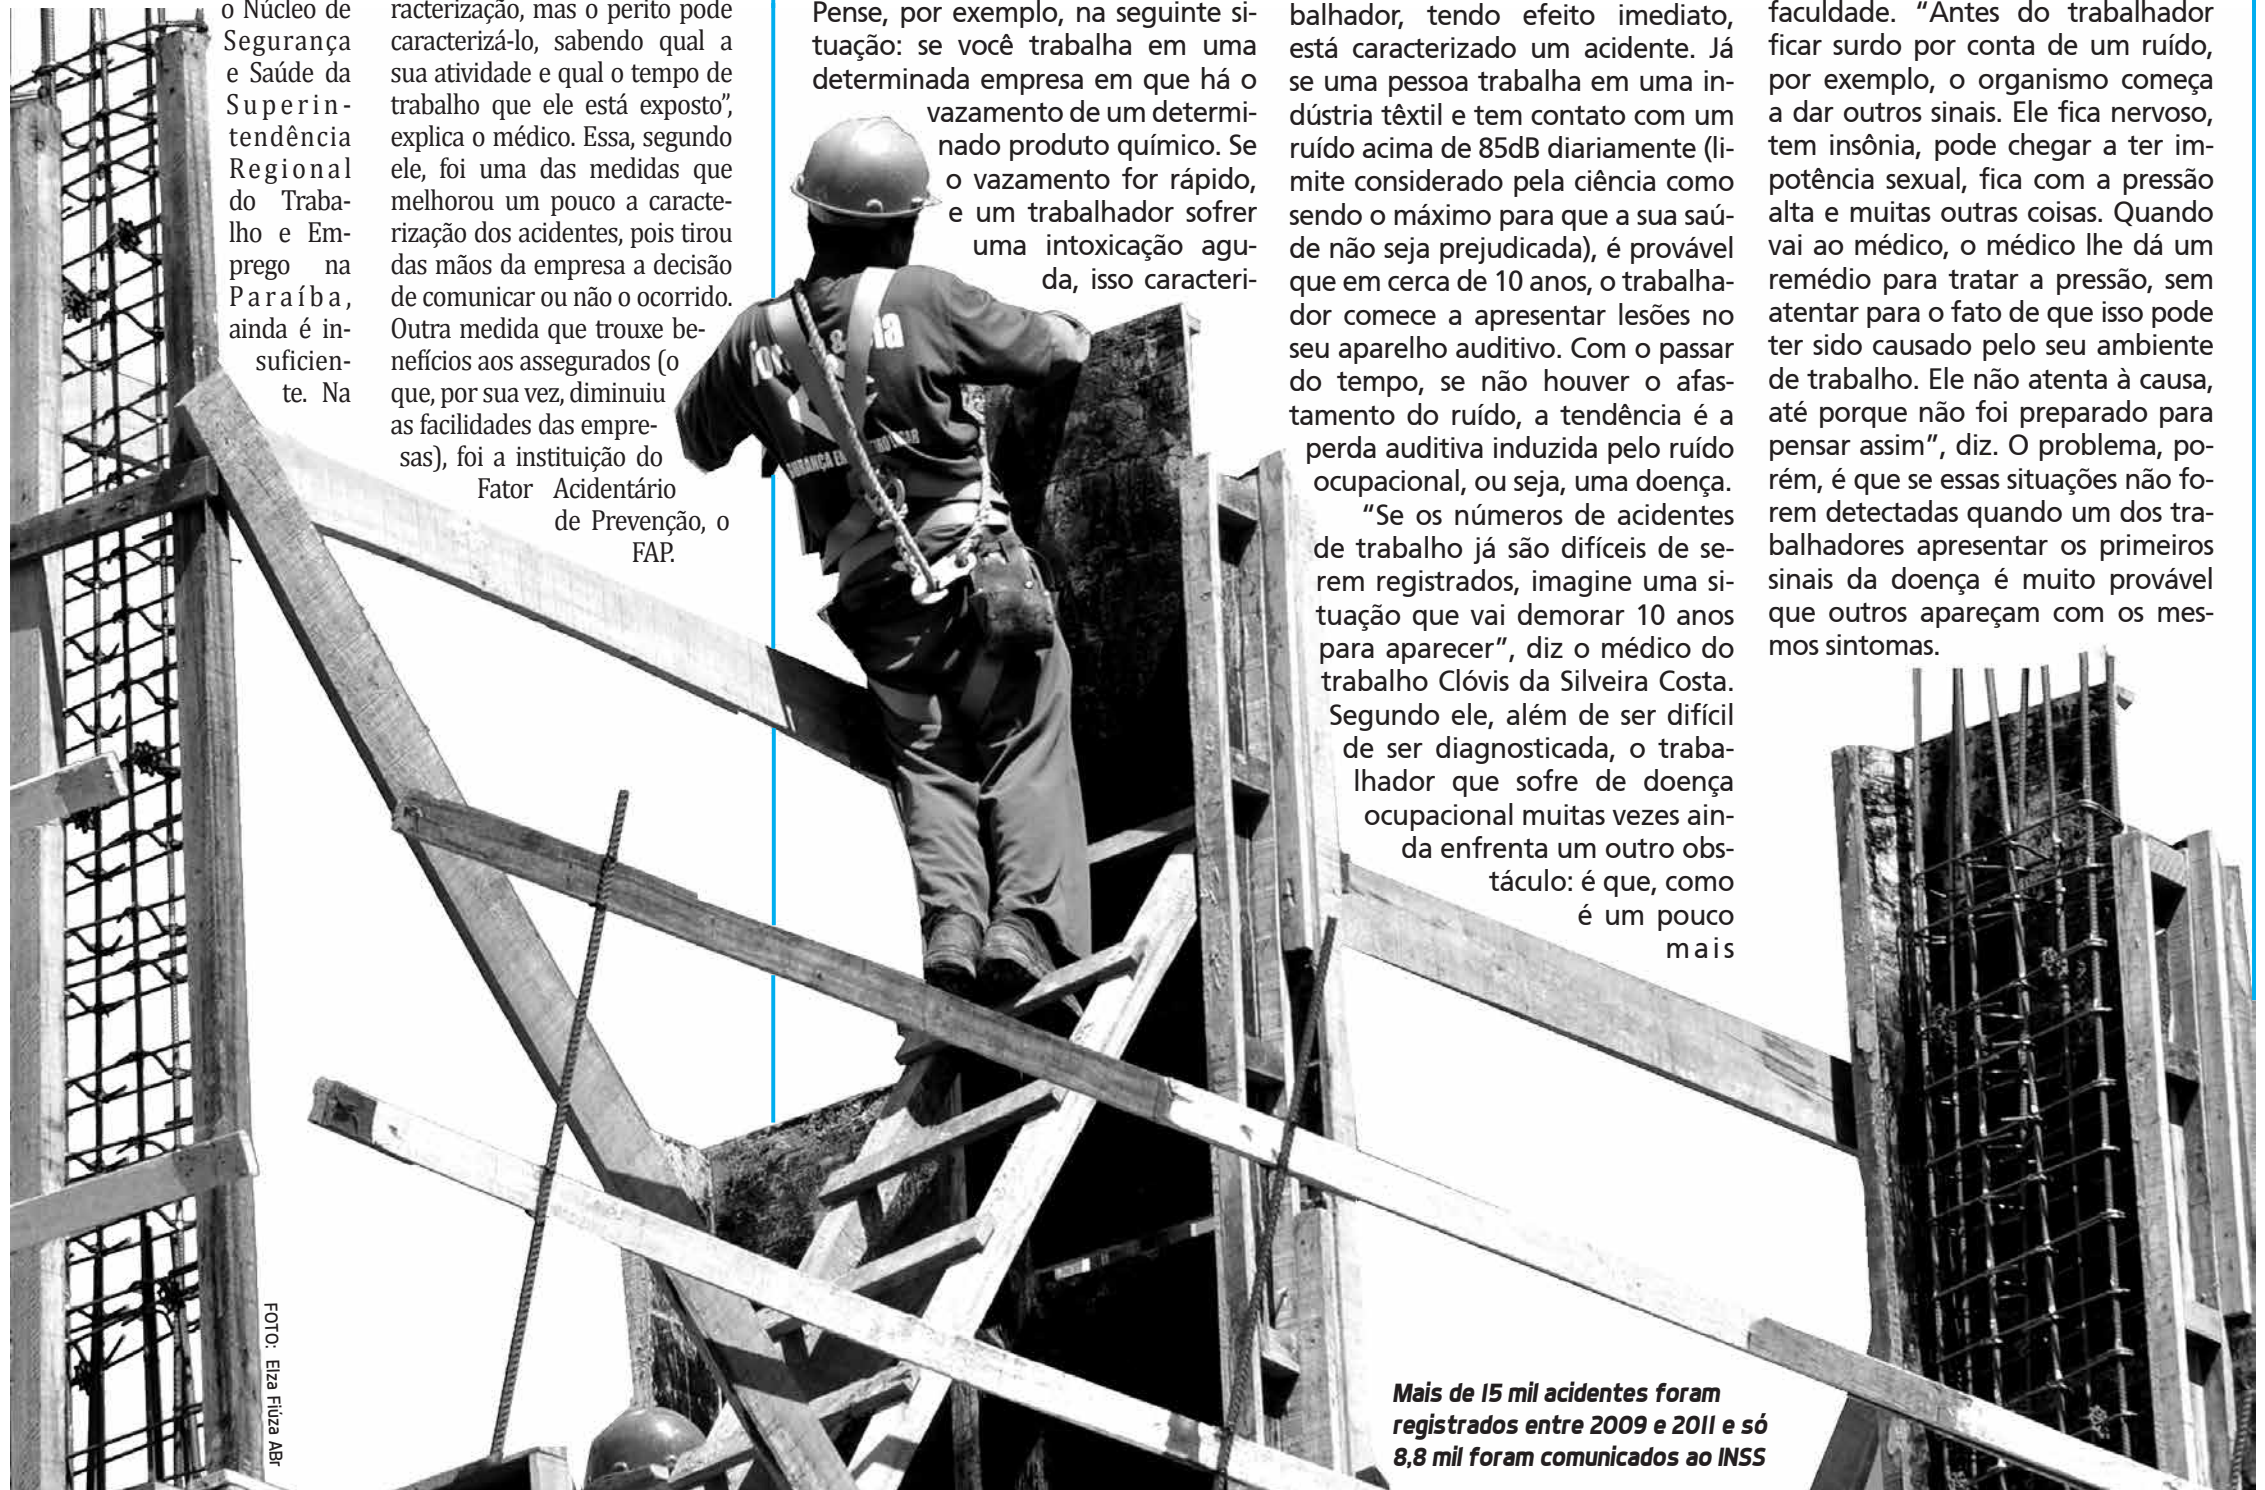 o Núcleo de
Segurança
e Saúde da
Superin-
tendência
Regional
do Traba-
lho e Em-
prego na
Paraíba,
ainda é in-
suficien-
te. Na
racterização, mas o perito pode
caracterizá-lo, sabendo qual a
sua atividade e qual o tempo de
trabalho que ele está exposto”,
explica o médico. Essa, segundo
ele, foi uma das medidas que
melhorou um pouco a caracte-
rização dos acidentes, pois tirou
das mãos da empresa a decisão
de comunicar ou não o ocorrido.
Outra medida que trouxe be-
nefícios aos assegurados (o
que, por sua vez, diminuiu
as facilidades das empre-
sas), foi a instituição do
Fator Acidentário
de Prevenção, o
FAP.
Pense, por exemplo, na seguinte si-
tuação: se você trabalha em uma
determinada empresa em que há o
vazamento de um determi-
nado produto químico. Se
o vazamento for rápido,
e um trabalhador sofrer
uma intoxicação agu-
da, isso caracteri-
balhador, tendo efeito imediato,
está caracterizado um acidente. Já
se uma pessoa trabalha em uma in-
dústria têxtil e tem contato com um
ruído acima de 85dB diariamente (li-
mite considerado pela ciência como
sendo o máximo para que a sua saú-
de não seja prejudicada), é provável
que em cerca de 10 anos, o trabalha-
dor comece a apresentar lesões no
seu aparelho auditivo. Com o passar
do tempo, se não houver o afas-
tamento do ruído, a tendência é a
perda auditiva induzida pelo ruído
ocupacional, ou seja, uma doença.
“Se os números de acidentes
de trabalho já são difíceis de se-
rem registrados, imagine uma si-
tuação que vai demorar 10 anos
para aparecer”, diz o médico do
trabalho Clóvis da Silveira Costa.
Segundo ele, além de ser difícil
de ser diagnosticada, o traba-
lhador que sofre de doença
ocupacional muitas vezes ain-
da enfrenta um outro obs-
táculo: é que, como
é um pouco
mais
faculdade. “Antes do trabalhador
ficar surdo por conta de um ruído,
por exemplo, o organismo começa
a dar outros sinais. Ele fica nervoso,
tem insônia, pode chegar a ter im-
potência sexual, fica com a pressão
alta e muitas outras coisas. Quando
vai ao médico, o médico lhe dá um
remédio para tratar a pressão, sem
atentar para o fato de que isso pode
ter sido causado pelo seu ambiente
de trabalho. Ele não atenta à causa,
até porque não foi preparado para
pensar assim”, diz. O problema, po-
rém, é que se essas situações não fo-
rem detectadas quando um dos tra-
balhadores apresentar os primeiros
sinais da doença é muito provável
que outros apareçam com os mes-
mos sintomas.
FOTO: Elza Fiúza ABr
Mais de 15 mil acidentes foram
registrados entre 2009 e 2011 e só
8,8 mil foram comunicados ao INSS